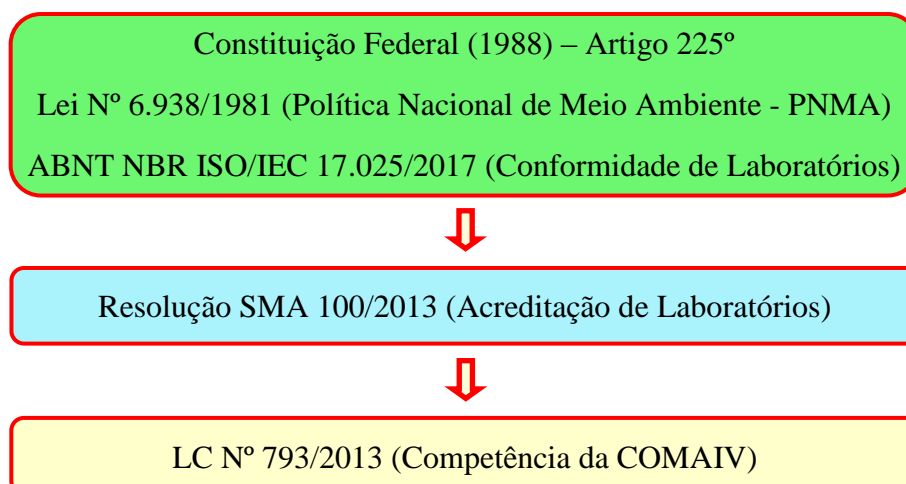 Constituição Federal (1988) – Artigo 225º
Lei Nº 6.938/1981 (Política Nacional de Meio Ambiente - PNMA)
ABNT NBR ISO/IEC 17.025/2017 (Conformidade de Laboratórios)
Resolução SMA 100/2013 (Acreditação de Laboratórios)
LC Nº 793/2013 (Competência da COMAIV)